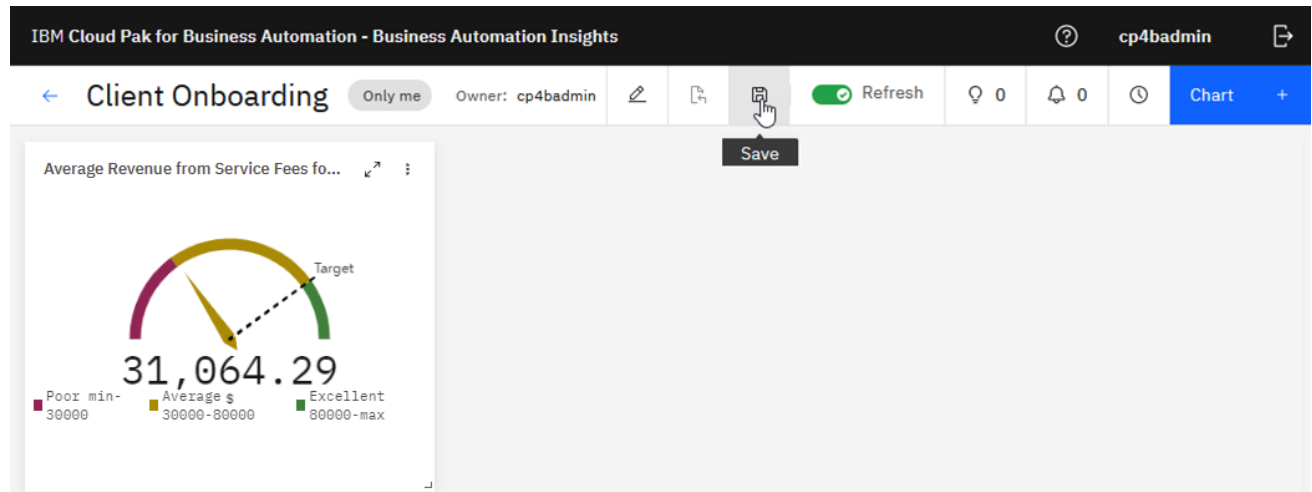 IBM Cloud Pak for Business Automation - Business Automation Insights cp4badmin
Client Onboarding Only me Owner: cp4badmin Refresh 0 0 Chart +
Save
Average Revenue from Service Fees fo...
Target
31,064.29
Poor min- Average $ Excellent
30000 30000-80000 80000-max